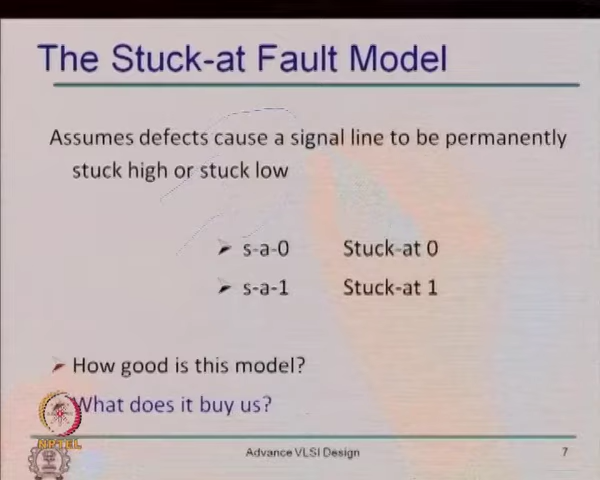 The Stuck-at Fault Model
Assumes defects cause a signal line to be permanently
stuck high or stuck low
s-a-0 Stuck-at 0
s-a-1 Stuck-at 1
How good is this model?
What does it buy us?
NPTEL
Advance VLSI Design 7